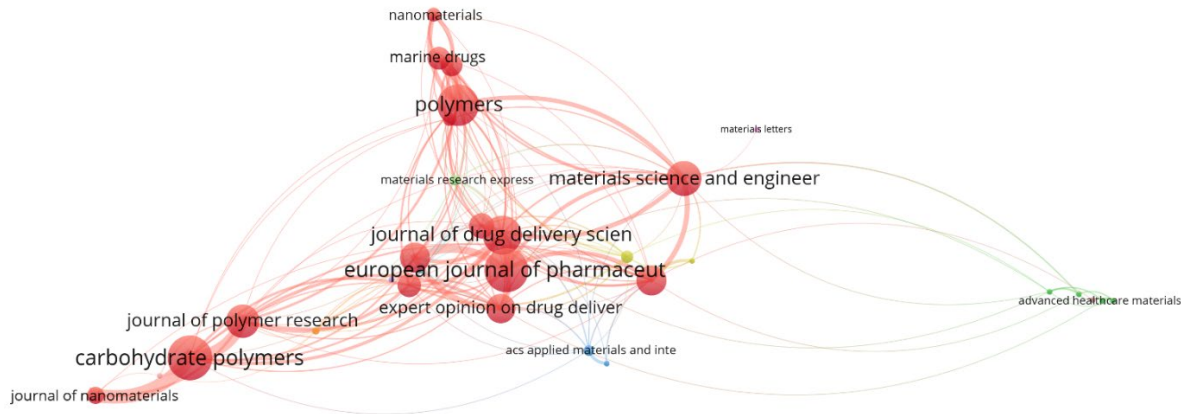 nanomaterials
marine drugs
polymers
materials letters
materials research express
materials science and engineer
journal of drug delivery scien
european journal of pharmaceut
advanced healthcare materials
expert opinion on drug deliver
journal of polymer research
acs applied materials and inte
carbohydrate polymers
journal of nanomaterials